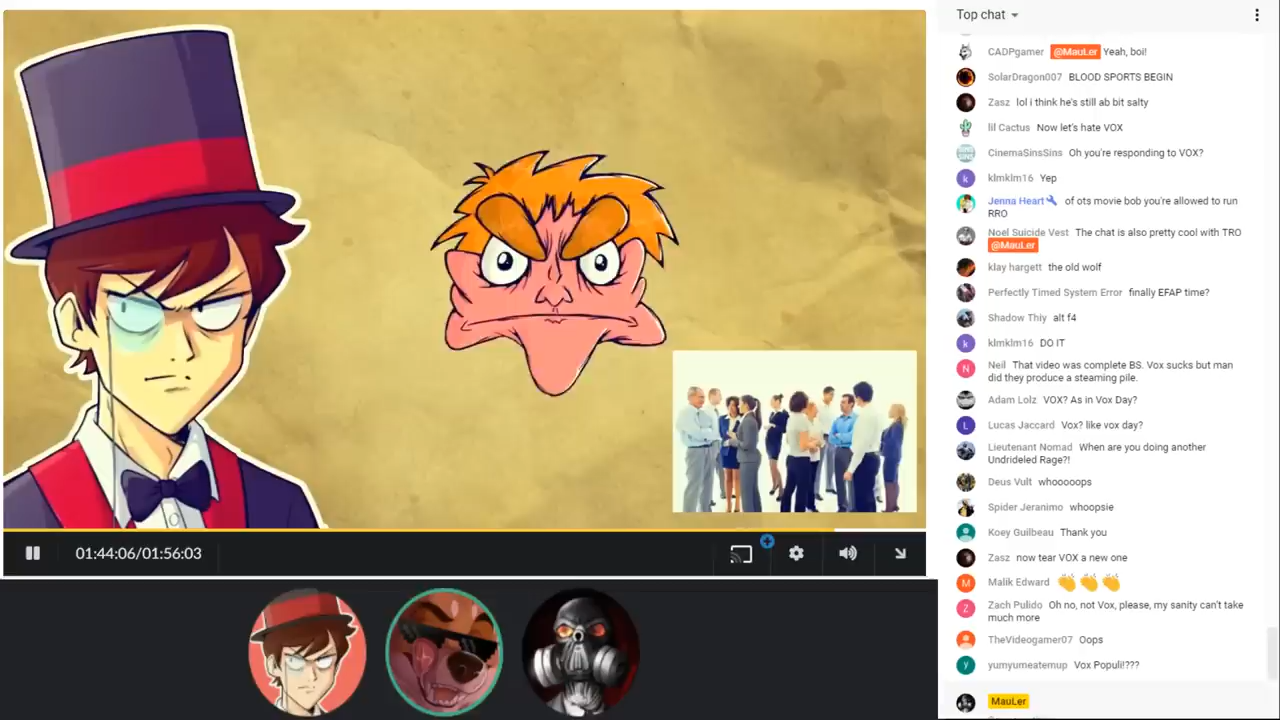 Top chat
CADPgamer @MauLer Yeah, boi!
SolarDragon007 BLOOD SPORTS BEGIN
Zasz lol i think he's still ab bit salty
lil Cactus Now let's hate VOX
CinemaSinsSins Oh you're responding to VOX?
klmklm16 Yep
Jenna Heart of ots movie bob you're allowed to run
RRO
Noel Suicide Vest The chat is also pretty cool with TRO
@MauLer
klay hargett the old wolf
Perfectly Timed System Error finally EFAP time?
Shadow Thiy alt f4
klmklm16 DO IT
Neil That video was complete BS. Vox sucks but man
did they produce a steaming pile.
Adam Lolz VOX? As in Vox Day?
Lucas Jaccard Vox? like vox day?
Lieutenant Nomad When are you doing another
Undrideled Rage?!
Deus Vult whooooops
Spider Jeranimo whoopsie
Koey Guilbeau Thank you
Zasz now tear VOX a new one
Malik Edward 👏 👏 👏
Zach Pulido Oh no, not Vox, please, my sanity can't take
much more
TheVideogamer07 Oops
yumyumeatemup Vox Populi!???
MauLer
01:44:06/01:56:03